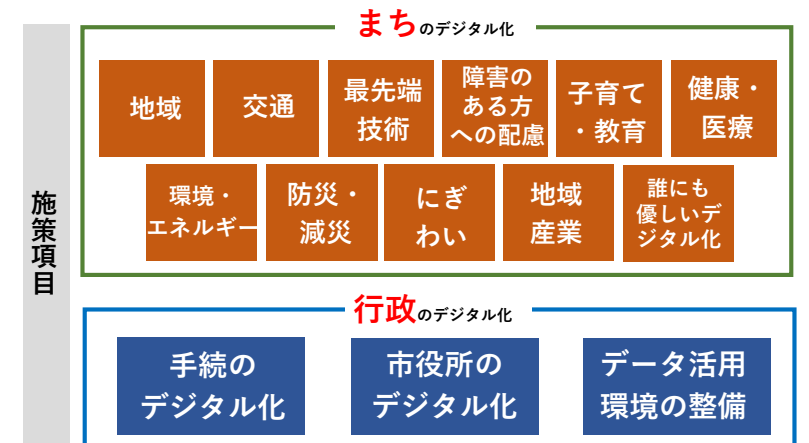 まちのデジタル化
地域
交通
最先端
技術
障害の
ある方
への配慮
子育て
・教育
健康・
医療
環境・
エネルギー
防災・
減災
にぎ
わい
地域
産業
誰にも
優しいデ
ジタル化
施策項目
行政のデジタル化
手続の
デジタル化
市役所の
デジタル化
データ活用
環境の整備